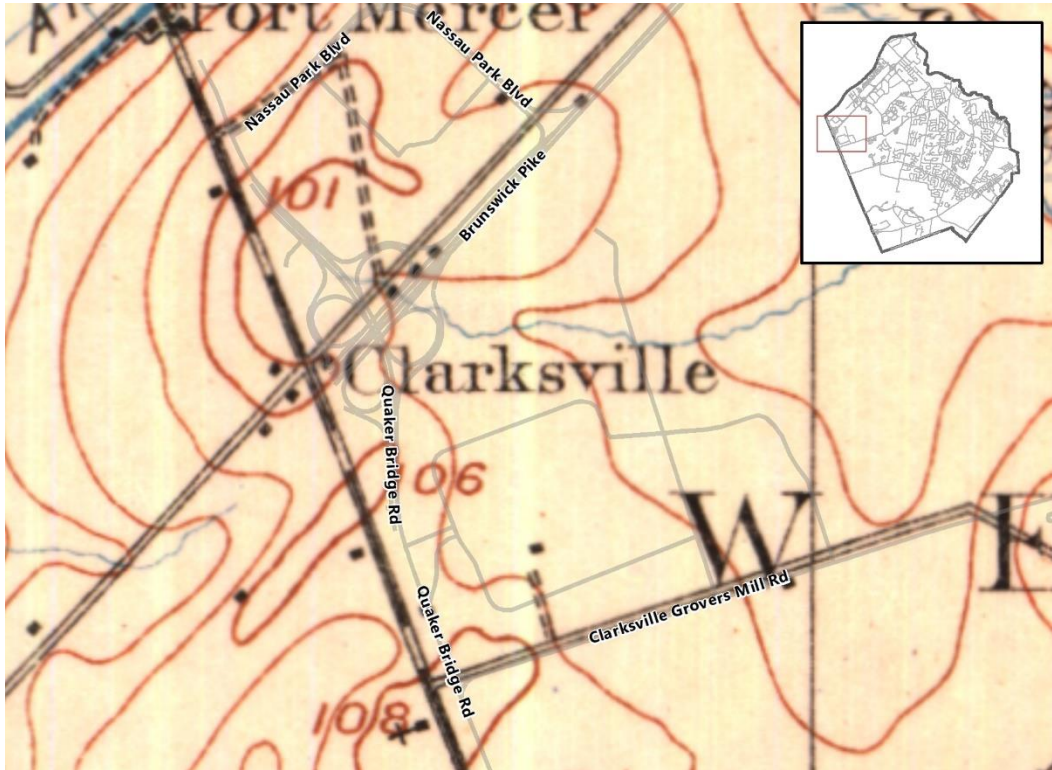 Port Mercer
Nassau Park Blvd
Nassau Park Blvd
101
Brunswick Pike
Clarksville
Quaker Bridge Rd
106
W E
Clarksville Grovers Mill Rd
Quaker Bridge Rd
108